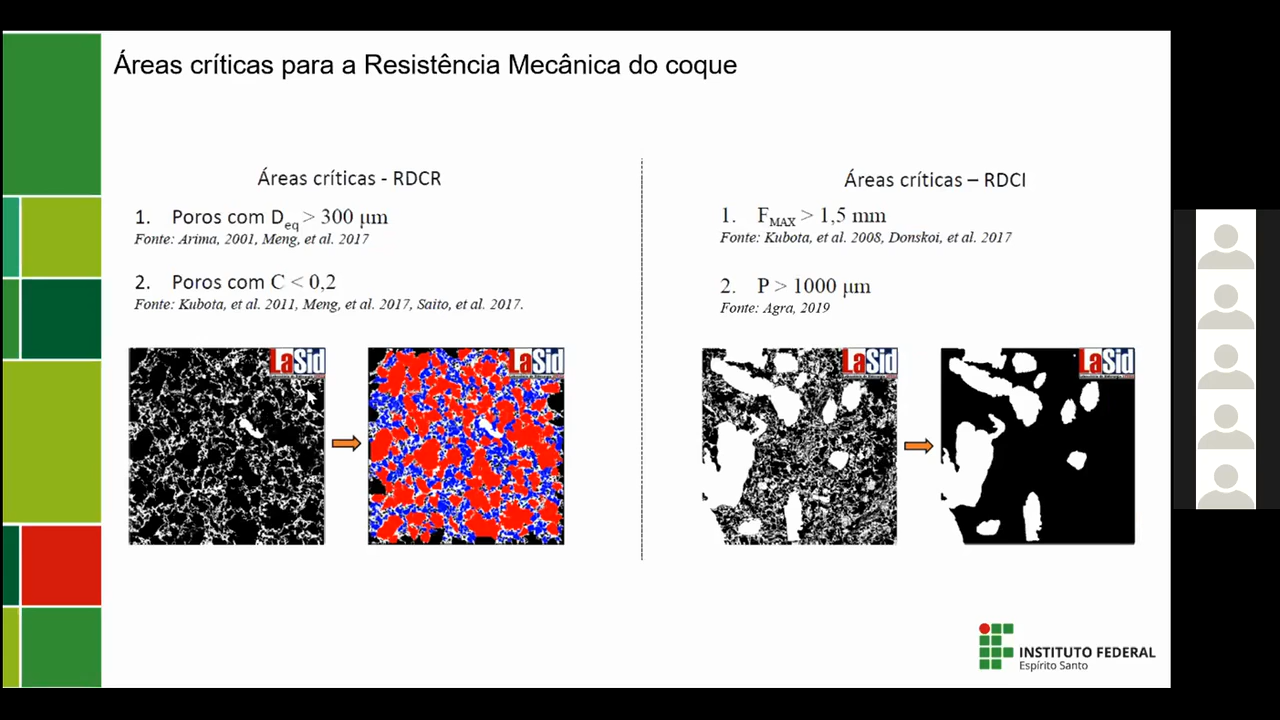 Áreas críticas para a Resistência Mecânica do coque
Áreas críticas - RDCR
1. Poros com Deq > 300 μm
Fonte: Arima, 2001, Meng, et al. 2017
2. Poros com C < 0,2
Fonte: Kubota, et al. 2011, Meng, et al. 2017, Saito, et al. 2017.
LaSid
LaSid
Áreas críticas – RDCI
1. FMAX > 1,5 mm
Fonte: Kubota, et al. 2008, Donskoi, et al. 2017
2. P > 1000 μm
Fonte: Agra, 2019
LaSid
LaSid
INSTITUTO FEDERAL
Espírito Santo